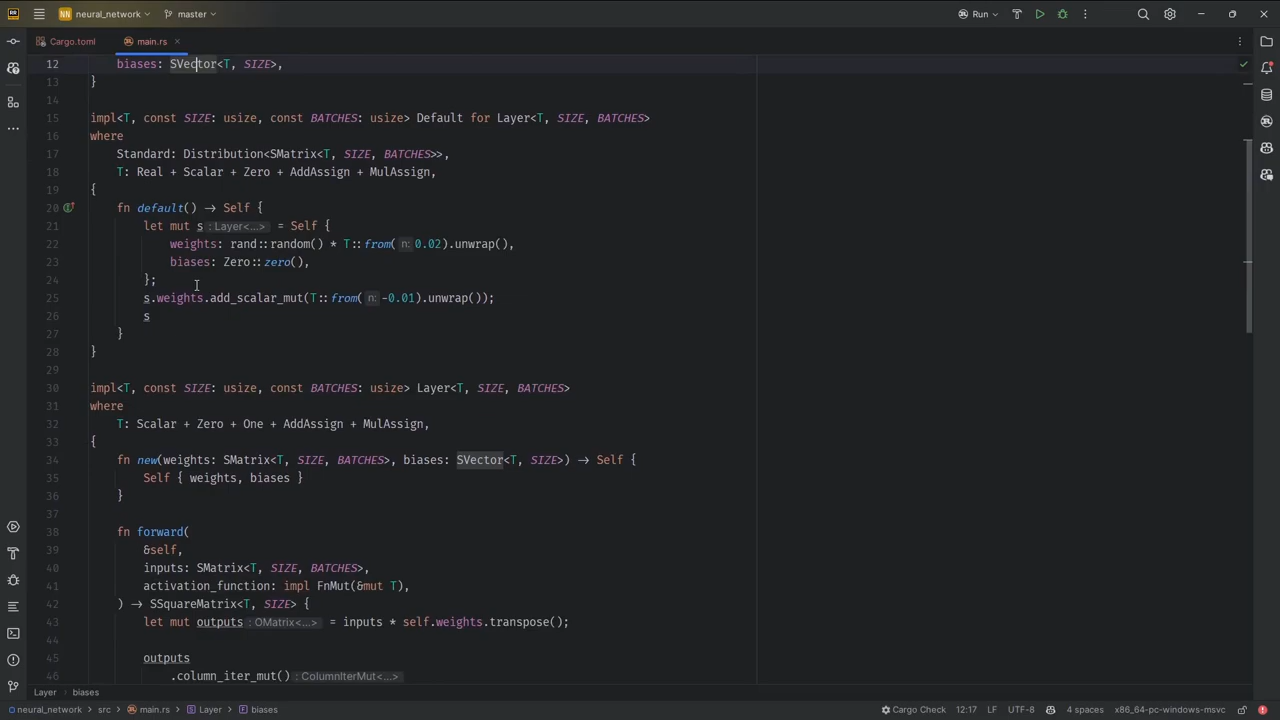 NN neural_network master Run
Cargo.toml main.rs
12 biases: SVector<T, SIZE>,
13 }
14
15 impl<T, const SIZE: usize, const BATCHES: usize> Default for Layer<T, SIZE, BATCHES>
16 where
17 Standard: Distribution<SMatrix<T, SIZE, BATCHES>>,
18 T: Real + Scalar + Zero + AddAssign + MulAssign,
19 {
20 fn default() → Self {
21 let mut s : Layer<...> = Self {
22 weights: rand::random() * T::from( n: 0.02).unwrap(),
23 biases: Zero::zero(),
24 };
25 s.weights.add_scalar_mut(T::from( n: -0.01).unwrap());
26 s
27 }
28 }
29
30 impl<T, const SIZE: usize, const BATCHES: usize> Layer<T, SIZE, BATCHES>
31 where
32 T: Scalar + Zero + One + AddAssign + MulAssign,
33 {
34 fn new(weights: SMatrix<T, SIZE, BATCHES>, biases: SVector<T, SIZE>) → Self {
35 Self { weights, biases }
36 }
37
38 fn forward(
39 &self,
40 inputs: SMatrix<T, SIZE, BATCHES>,
41 activation_function: impl FnMut(&mut T),
42 ) → SSquareMatrix<T, SIZE> {
43 let mut outputs : OMatrix<...> = inputs * self.weights.transpose();
44
45 outputs
46 .column_iter_mut() : ColumnIterMut<...>
Layer biases
neural_network src main.rs Layer biases Cargo Check 12:17 LF UTF-8 4 spaces x86_64-pc-windows-msvc